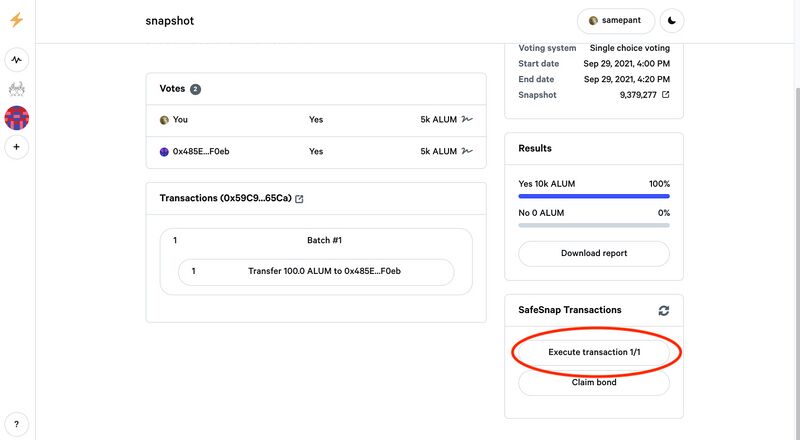 snapshot
samepant
Voting system Single choice voting
Start date Sep 29, 2021, 4:00 PM
End date Sep 29, 2021, 4:20 PM
Snapshot 9,379,277
Votes 2
You Yes 5k ALUM
0x485E...F0eb Yes 5k ALUM
Transactions (0x59C9...65Ca)
1 Batch #1
1 Transfer 100.0 ALUM to 0x485E...F0eb
Results
Yes 10k ALUM 100%
No 0 ALUM 0%
Download report
SafeSnap Transactions
Execute transaction 1/1
Claim bond
+
?